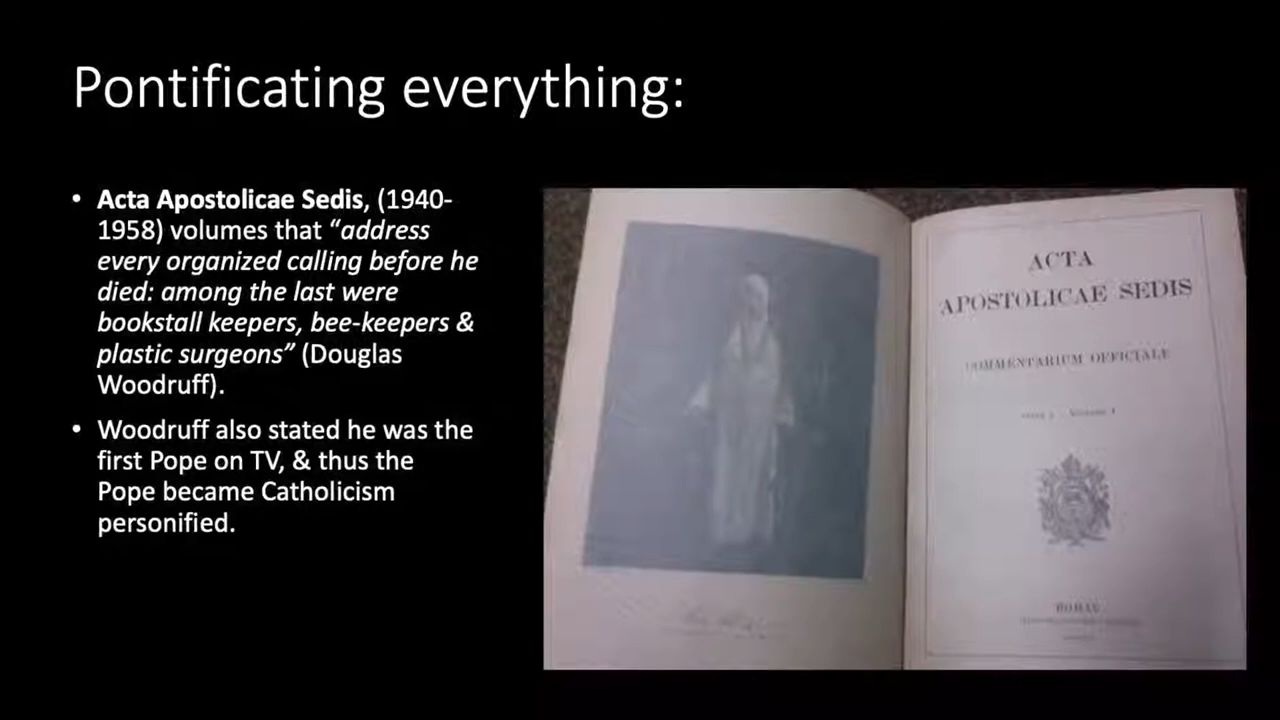 Pontificating everything:
• Acta Apostolicae Sedis, (1940-
1958) volumes that “address
every organized calling before he
died: among the last were
bookstall keepers, bee-keepers &
plastic surgeons” (Douglas
Woodruff).
• Woodruff also stated he was the
first Pope on TV, & thus the
Pope became Catholicism
personified.
ACTA
APOSTOLICAE SEDIS
COMMENTARIUM OFFICIALE
ROMAE